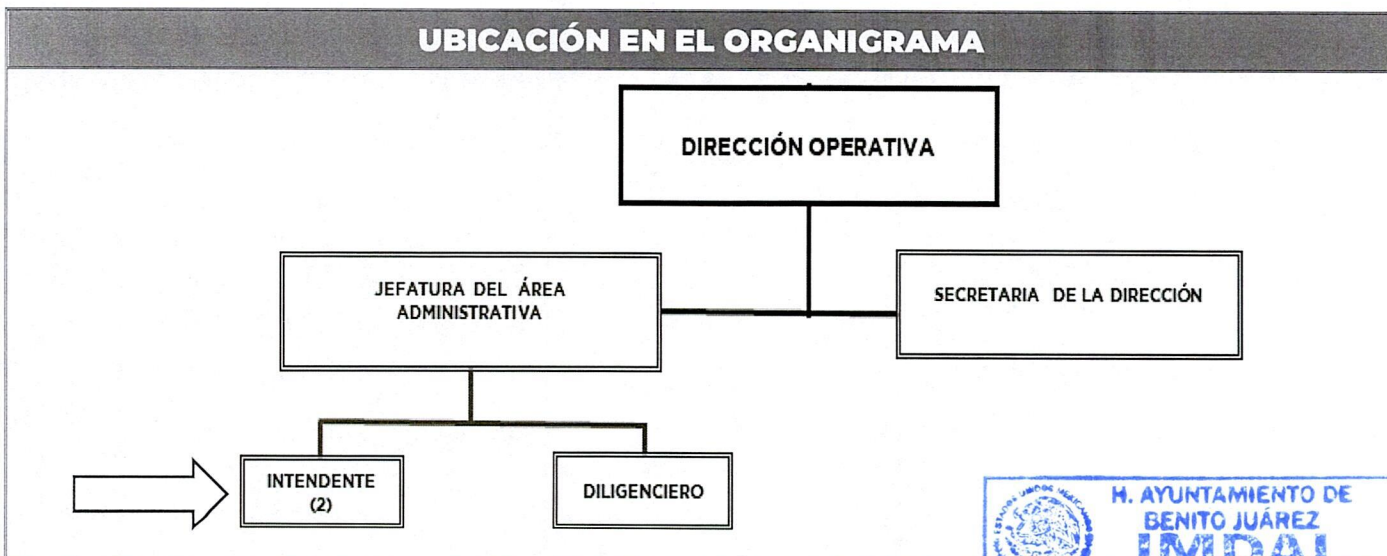 UBICACIÓN EN EL ORGANIGRAMA
DIRECCIÓN OPERATIVA
JEFATURA DEL ÁREA
ADMINISTRATIVA
SECRETARIA DE LA DIRECCIÓN
INTENDENTE
(2)
DILIGENCIERO
H. AYUNTAMIENTO DE
BENITO JUÁREZ
IMDAI